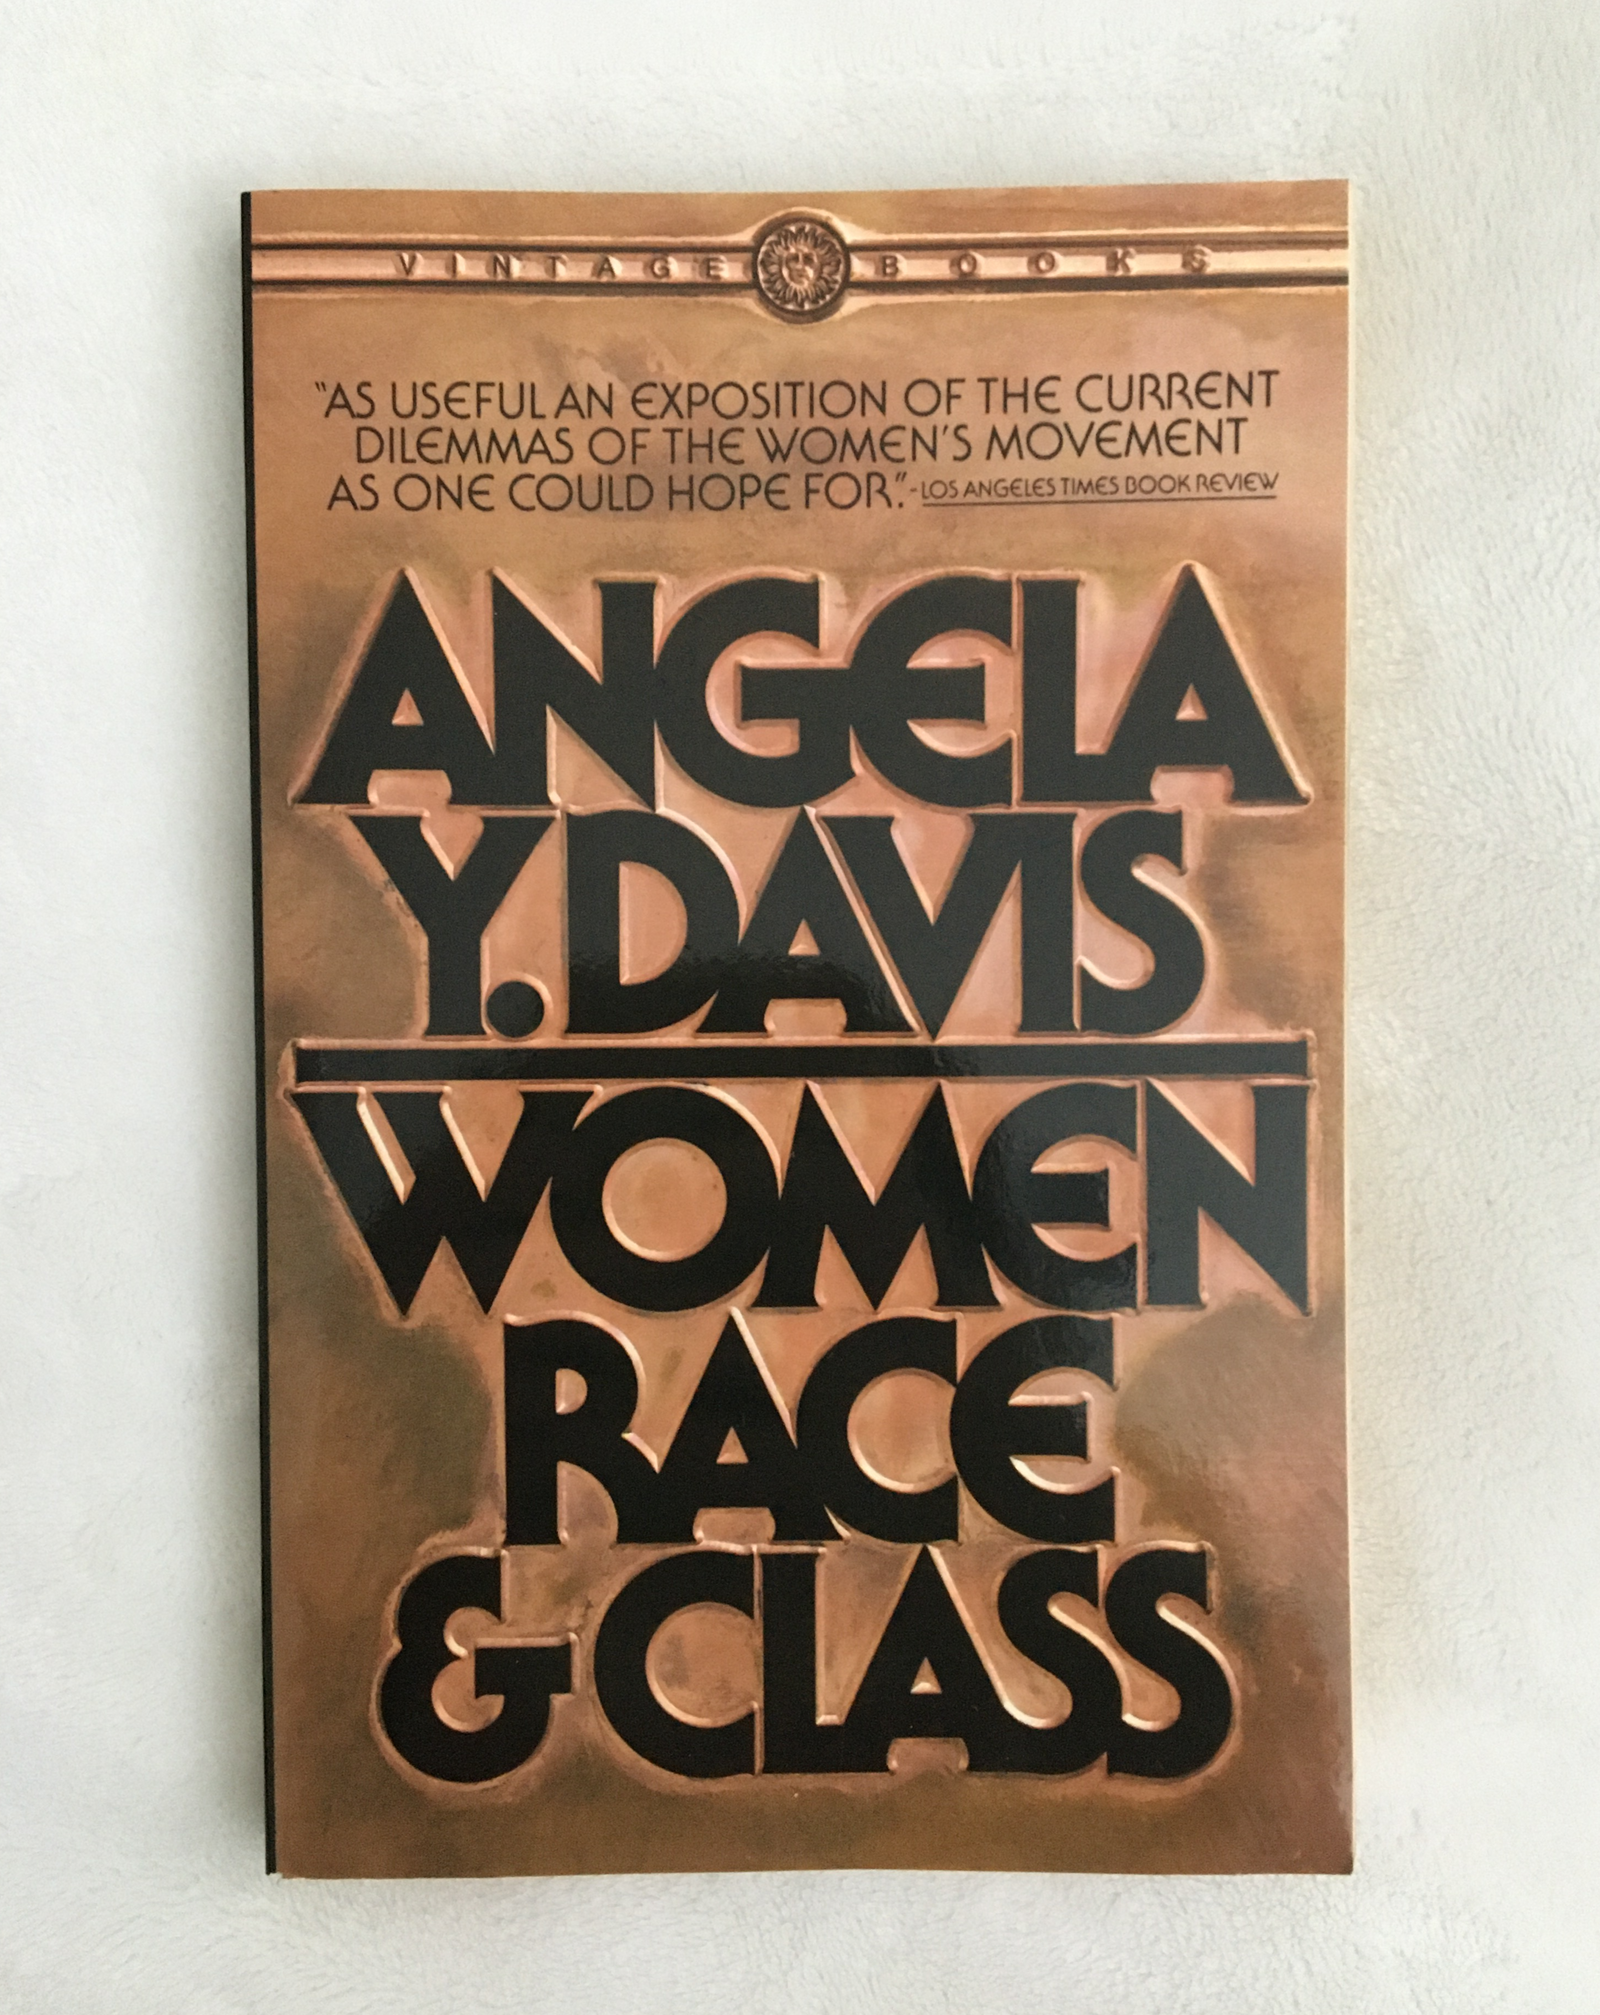 VINTAGE BOOKS
"AS USEFUL AN EXPOSITION OF THE CURRENT
DILEMMAS OF THE WOMEN'S MOVEMENT
AS ONE COULD HOPE FOR."-LOS ANGELES TIMES BOOK REVIEW
ANGELA
Y. DAVIS
WOMEN
RACE
& CLASS